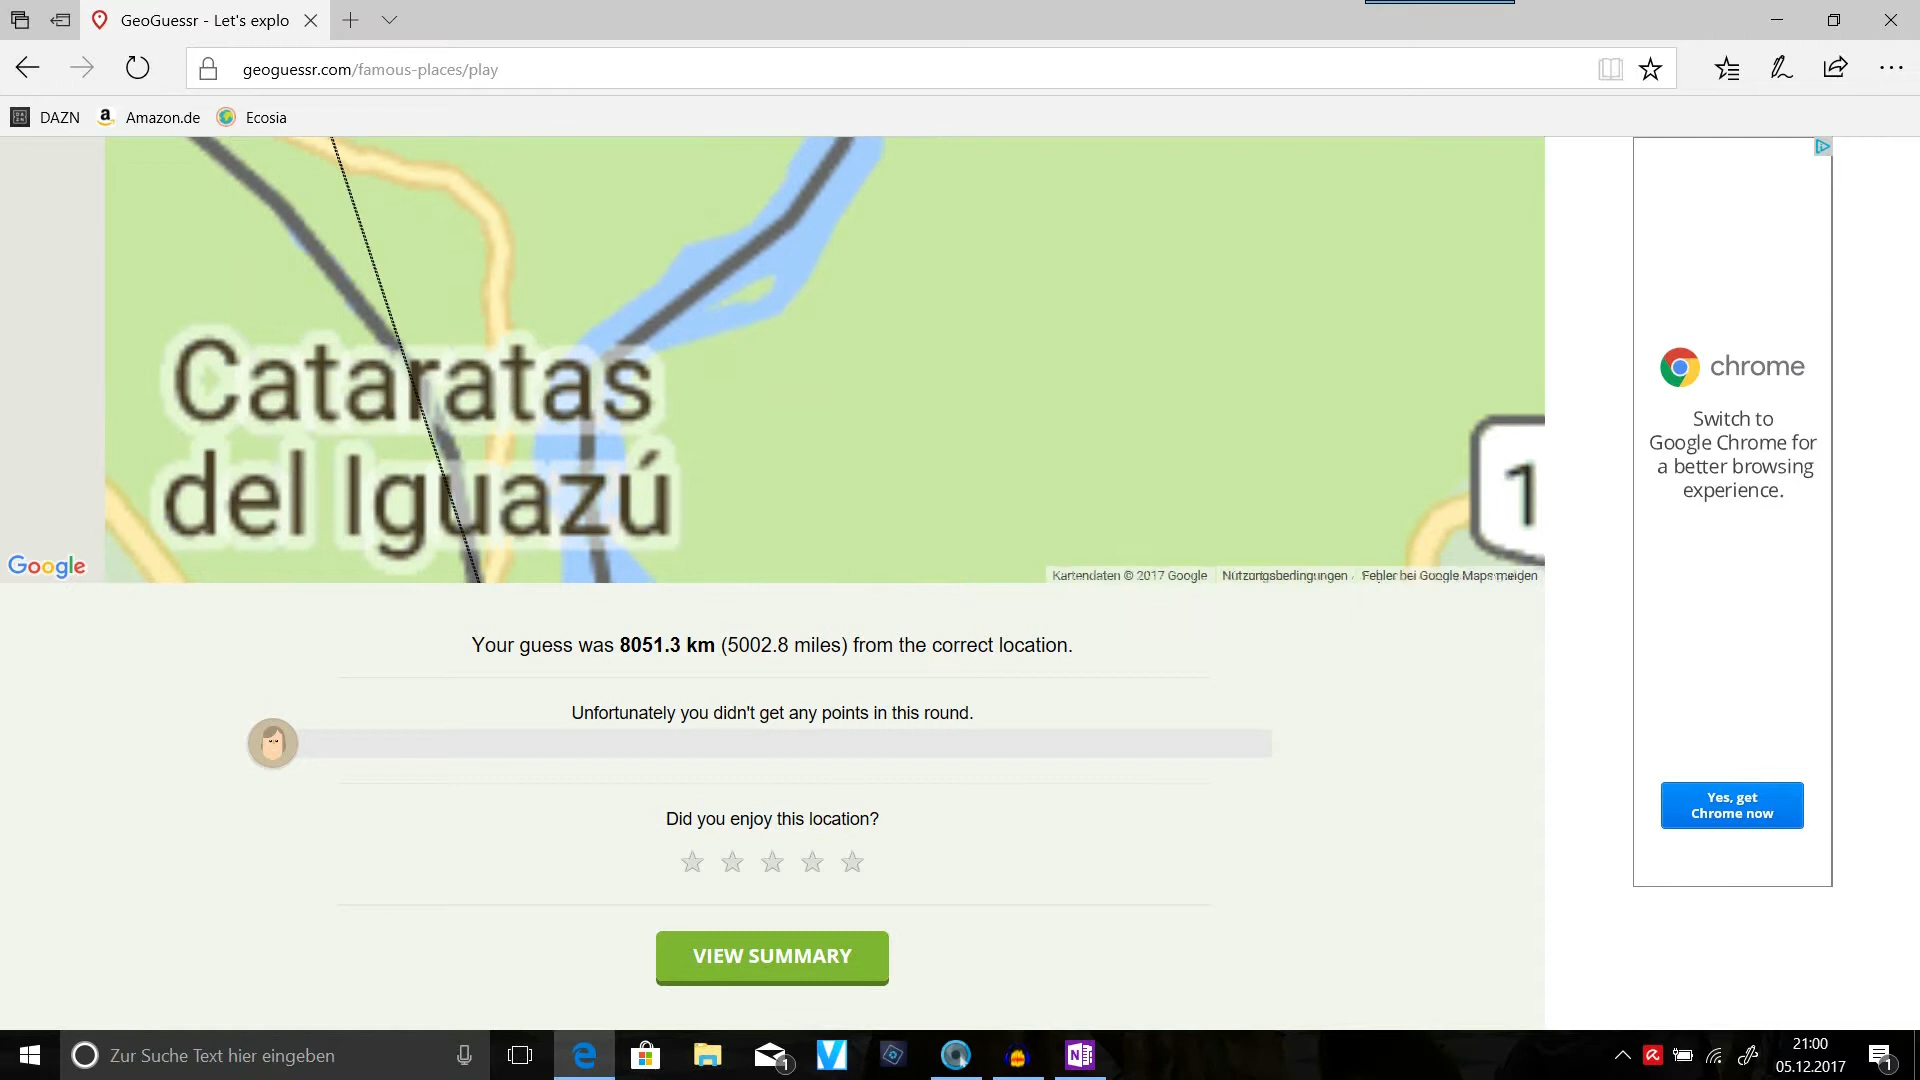 GeoGuessr - Let's explo
geoguessr.com/famous-places/play
DAZN
Amazon.de
Ecosia
Cataratas
del Iguazú
1
Google
Kartendaten © 2017 Google
Nutzungsbedingungen
Fehler bei Google Maps melden
Your guess was 8051.3 km (5002.8 miles) from the correct location.
Unfortunately you didn't get any points in this round.
Did you enjoy this location?
VIEW SUMMARY
chrome
Switch to
Google Chrome for
a better browsing
experience.
Yes, get
Chrome now
Zur Suche Text hier eingeben
1
21:00
05.12.2017
1